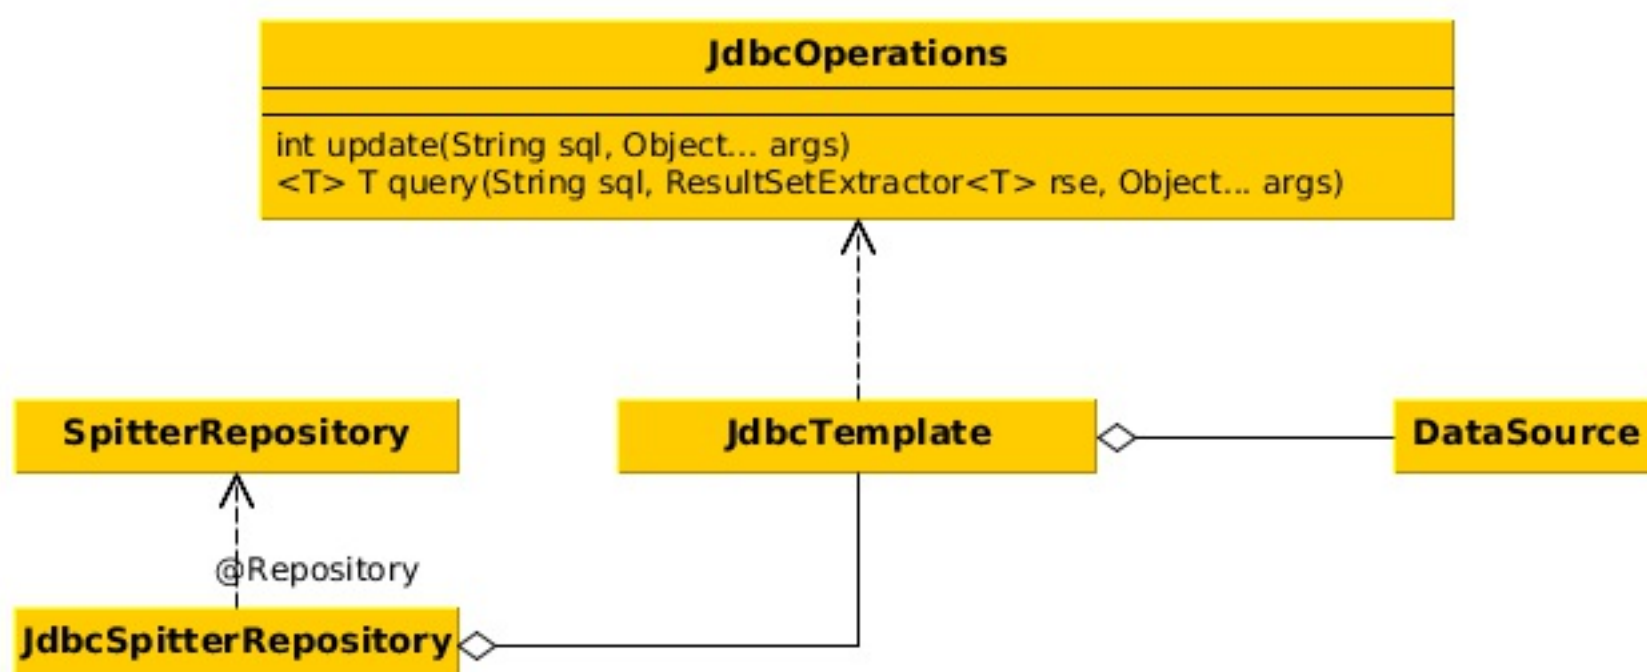 JdbcOperations
int update(String sql, Object... args)
<T> T query(String sql, ResultSetExtractor<T> rse, Object... args)
SpitterRepository
JdbcTemplate
DataSource
@Repository
JdbcSpitterRepository